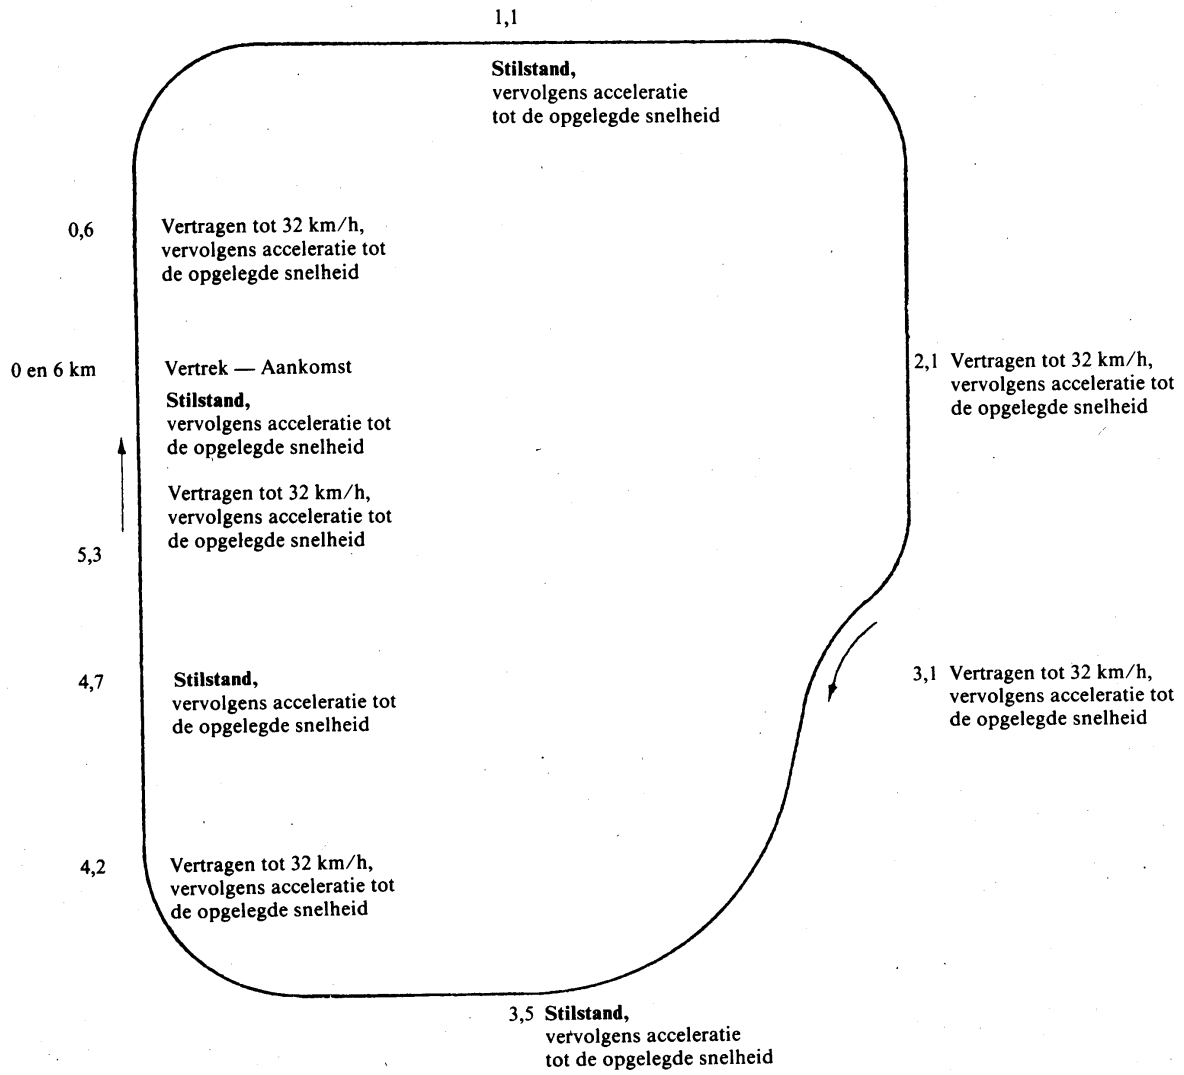 1,1
Stilstand,
vervolgens acceleratie
tot de opgelegde snelheid
0,6
Vertragen tot 32 km/h,
vervolgens acceleratie tot
de opgelegde snelheid
0 en 6 km
Vertrek — Aankomst
Stilstand,
vervolgens acceleratie tot
de opgelegde snelheid
2,1 Vertragen tot 32 km/h,
vervolgens acceleratie tot
de opgelegde snelheid
Vertragen tot 32 km/h,
vervolgens acceleratie tot
de opgelegde snelheid
5,3
4,7
Stilstand,
vervolgens acceleratie tot
de opgelegde snelheid
3,1 Vertragen tot 32 km/h,
vervolgens acceleratie tot
de opgelegde snelheid
4,2
Vertragen tot 32 km/h,
vervolgens acceleratie tot
de opgelegde snelheid
3,5 Stilstand,
vervolgens acceleratie
tot de opgelegde snelheid